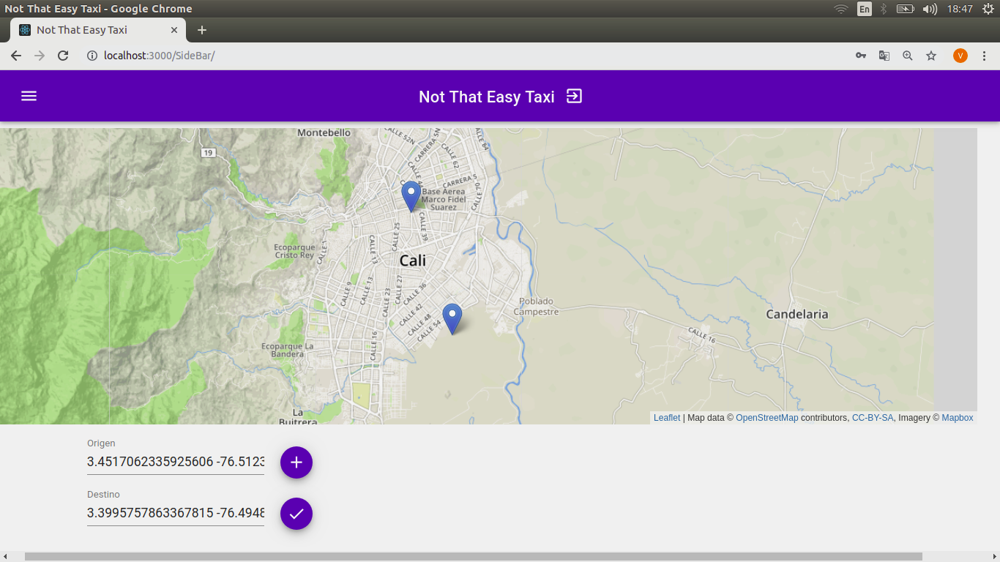 Not That Easy Taxi - Google Chrome
En
18:47
Not That Easy Taxi
localhost:3000/SideBar/
V
Not That Easy Taxi
Montebello
19
CALLE 52N
CARRERA 5N
CALLE 84
CALLE 62
CARRERA 5
CALLE 70
Base Aerea
Marco Fidel
Suarez
CALLE 25
CALLE 39
Ecoparque
Cristo Rey
CALLE 1
CALLE 13
Cali
CALLE 9
CALLE 13
CALLE 23
CALLE 27
CALLE 36
CALLE 42
CALLE 48
CALLE 54
Poblado
Campestre
Candelaria
CALLE 16
CALLE 16
Ecoparque La
Bandera
La
Buitrera
Leaflet | Map data © OpenStreetMap contributors, CC-BY-SA, Imagery © Mapbox
Origen
3.4517062335925606 -76.5123
Destino
3.3995757863367815 -76.4948